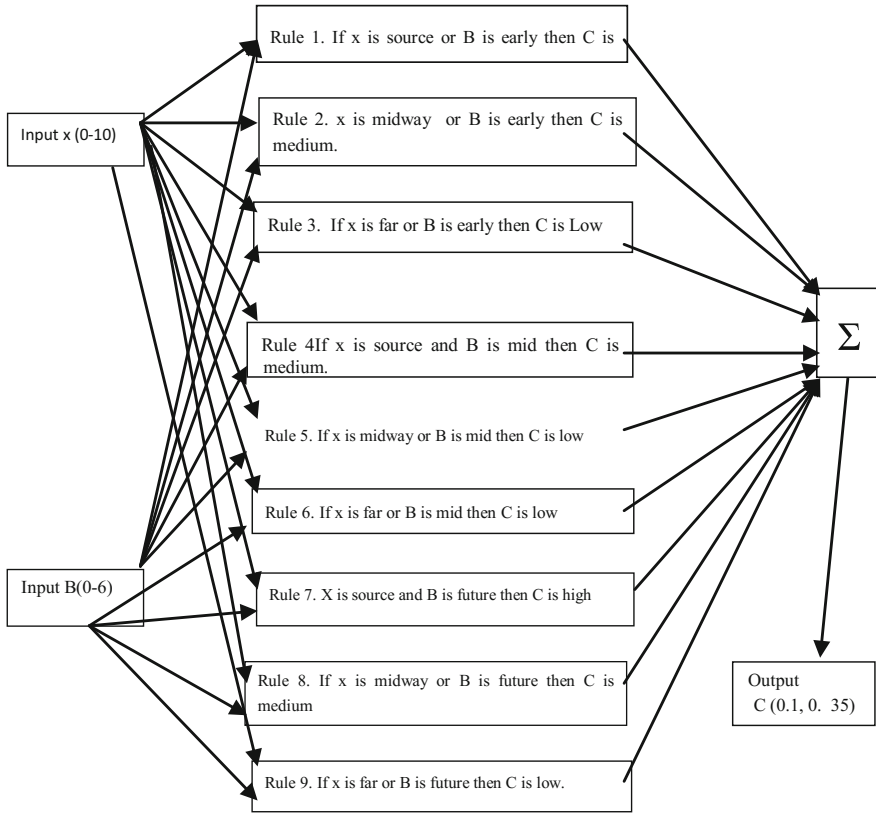 Rule 1. If x is source or B is early then C is
Input x (0-10)
Rule 2. x is midway or B is early then C is
medium.
Rule 3. If x is far or B is early then C is Low
Σ
Rule 4If x is source and B is mid then C is
medium.
Rule 5. If x is midway or B is mid then C is low
Rule 6. If x is far or B is mid then C is low
Input B(0-6)
Rule 7. X is source and B is future then C is high
Rule 8. If x is midway or B is future then C is
medium
Output
C (0.1, 0. 35)
Rule 9. If x is far or B is future then C is low.